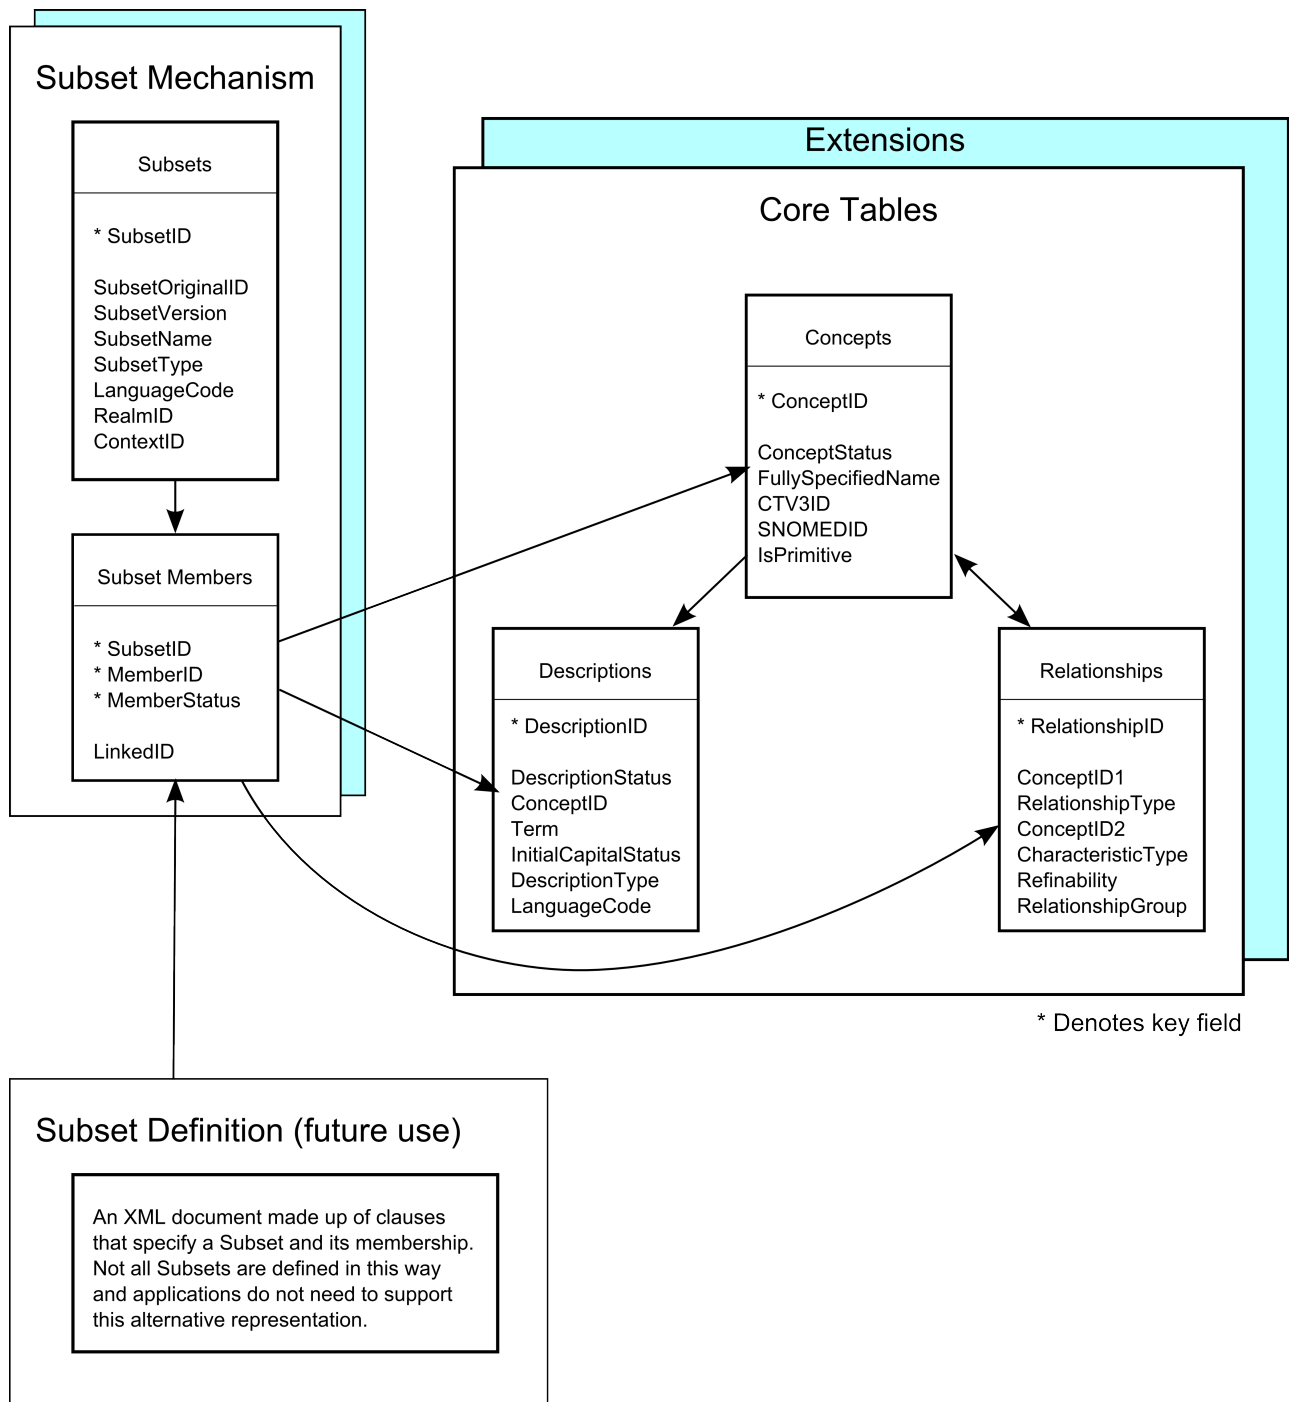 Subset Mechanism
Subsets
* SubsetID
SubsetOriginalID
SubsetVersion
SubsetName
SubsetType
LanguageCode
RealmID
ContextID
Subset Members
* SubsetID
* MemberID
* MemberStatus
LinkedID
Extensions
Core Tables
Concepts
* ConceptID
ConceptStatus
FullySpecifiedName
CTV3ID
SNOMEDID
IsPrimitive
Descriptions
* DescriptionID
DescriptionStatus
ConceptID
Term
InitialCapitalStatus
DescriptionType
LanguageCode
Relationships
* RelationshipID
ConceptID1
RelationshipType
ConceptID2
CharacteristicType
Refinability
RelationshipGroup
* Denotes key field
Subset Definition (future use)
An XML document made up of clauses
that specify a Subset and its membership.
Not all Subsets are defined in this way
and applications do not need to support
this alternative representation.